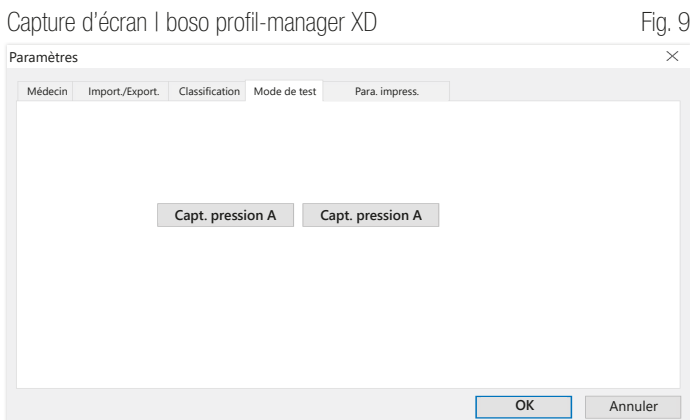 Capture d'écran I boso profil-manager XD Fig. 9
Paramètres
Médecin Import./Export. Classification Mode de test Para. impress.
Capt. pression A Capt. pression A
OK Annuler